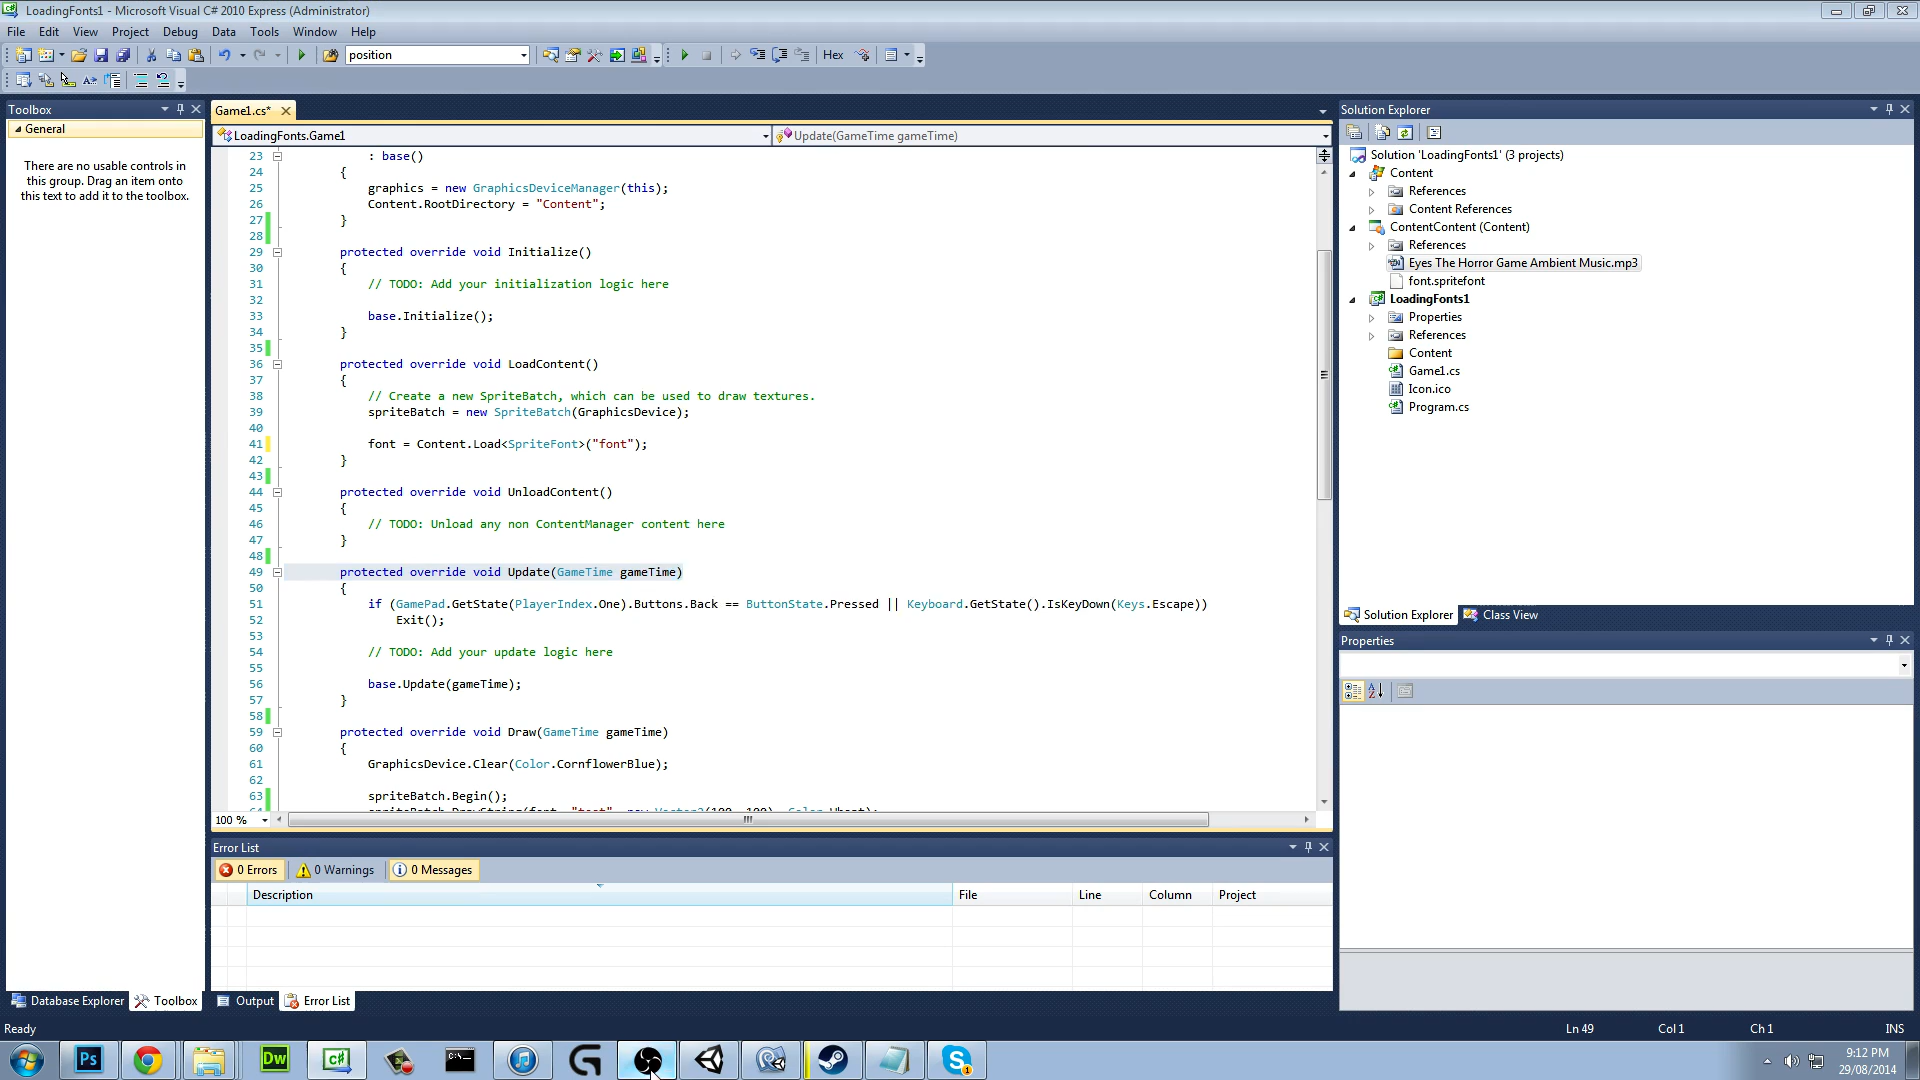 LoadingFonts1 - Microsoft Visual C# 2010 Express (Administrator)
File Edit View Project Debug Data Tools Window Help
position
Hex
Toolbox
General
There are no usable controls in
this group. Drag an item onto
this text to add it to the toolbox.
Game1.cs*
LoadingFonts.Game1
Update(GameTime gameTime)
23 : base()
24 {
25 graphics = new GraphicsDeviceManager(this);
26 Content.RootDirectory = "Content";
27 }
28
29 protected override void Initialize()
30 {
31 // TODO: Add your initialization logic here
32
33 base.Initialize();
34 }
35
36 protected override void LoadContent()
37 {
38 // Create a new SpriteBatch, which can be used to draw textures.
39 spriteBatch = new SpriteBatch(GraphicsDevice);
40
41 font = Content.Load<SpriteFont>("font");
42 }
43
44 protected override void UnloadContent()
45 {
46 // TODO: Unload any non ContentManager content here
47 }
48
49 protected override void Update(GameTime gameTime)
50 {
51 if (GamePad.GetState(PlayerIndex.One).Buttons.Back == ButtonState.Pressed || Keyboard.GetState().IsKeyDown(Keys.Escape))
52 Exit();
53
54 // TODO: Add your update logic here
55
56 base.Update(gameTime);
57 }
58
59 protected override void Draw(GameTime gameTime)
60 {
61 GraphicsDevice.Clear(Color.CornflowerBlue);
62
63 spriteBatch.Begin();
100 %
Error List
0 Errors 0 Warnings 0 Messages
Description File Line Column Project
Database Explorer Toolbox Output Error List
Solution Explorer
Solution 'LoadingFonts1' (3 projects)
Content
References
Content References
ContentContent (Content)
References
Eyes The Horror Game Ambient Music.mp3
font.spritefont
LoadingFonts1
Properties
References
Content
Game1.cs
Icon.ico
Program.cs
Solution Explorer Class View
Properties
Ready Ln 49 Col 1 Ch 1 INS
Ps
Dw
9:12 PM
29/08/2014